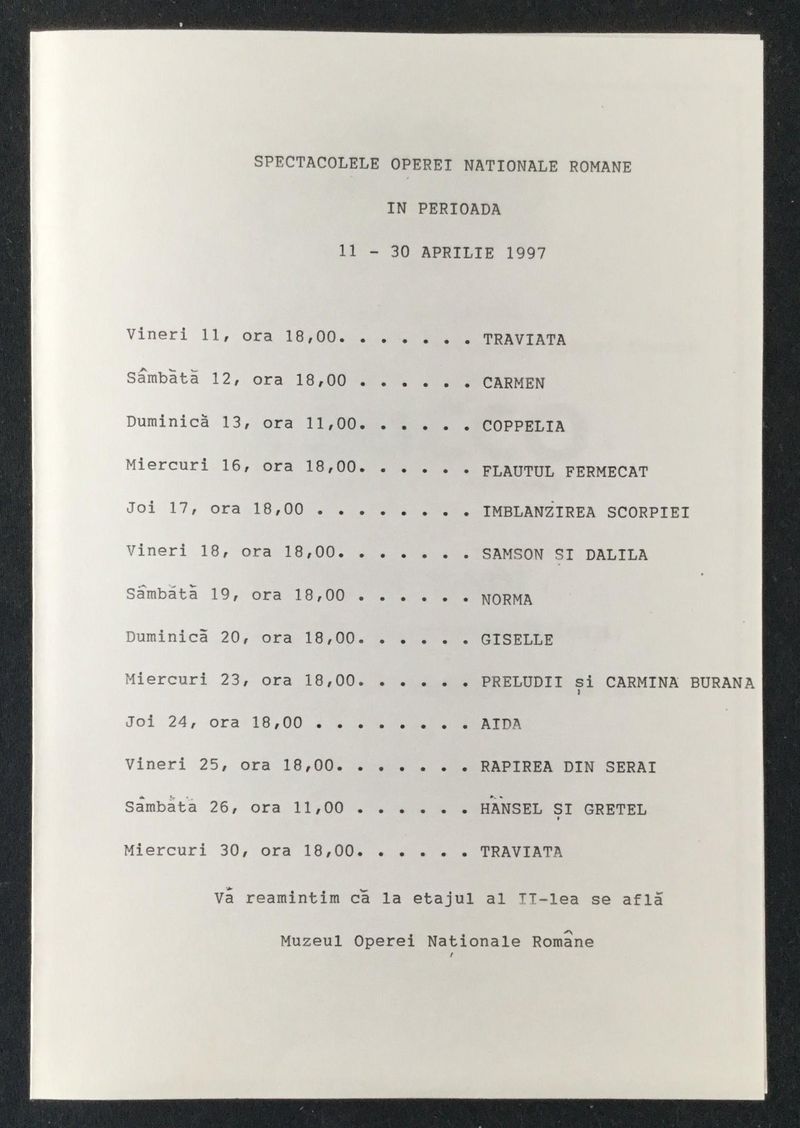 SPECTACOLELE OPEREI NATIONALE ROMANE
IN PERIOADA
11 - 30 APRILIE 1997
Vineri 11, ora 18,00. . . . . . . TRAVIATA
Sâmbătă 12, ora 18,00 . . . . . . CARMEN
Duminică 13, ora 11,00. . . . . . COPPELIA
Miercuri 16, ora 18,00. . . . . . FLAUTUL FERMECAT
Joi 17, ora 18,00 . . . . . . . . IMBLANZIREA SCORPIEI
Vineri 18, ora 18,00. . . . . . . SAMSON SI DALILA
Sâmbătă 19, ora 18,00 . . . . . . NORMA
Duminică 20, ora 18,00. . . . . . GISELLE
Miercuri 23, ora 18,00. . . . . . PRELUDII și CARMINA BURANA
Joi 24, ora 18,00 . . . . . . . . AIDA
Vineri 25, ora 18,00. . . . . . . RAPIREA DIN SERAI
Sâmbătă 26, ora 11,00 . . . . . . HÄNSEL ȘI GRETEL
Miercuri 30, ora 18,00. . . . . . TRAVIATA
Vă reamintim că la etajul al II-lea se află
Muzeul Operei Naționale Române